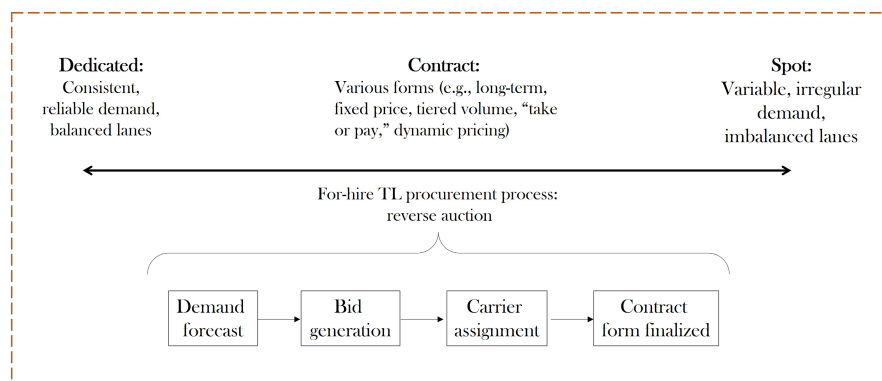 Dedicated:
Consistent,
reliable demand,
balanced lanes
Contract:
Various forms (e.g., long-term,
fixed price, tiered volume, “take
or pay,” dynamic pricing)
Spot:
Variable, irregular
demand,
imbalanced lanes
For-hire TL procurement process:
reverse auction
Demand
forecast
Bid
generation
Carrier
assignment
Contract
form finalized